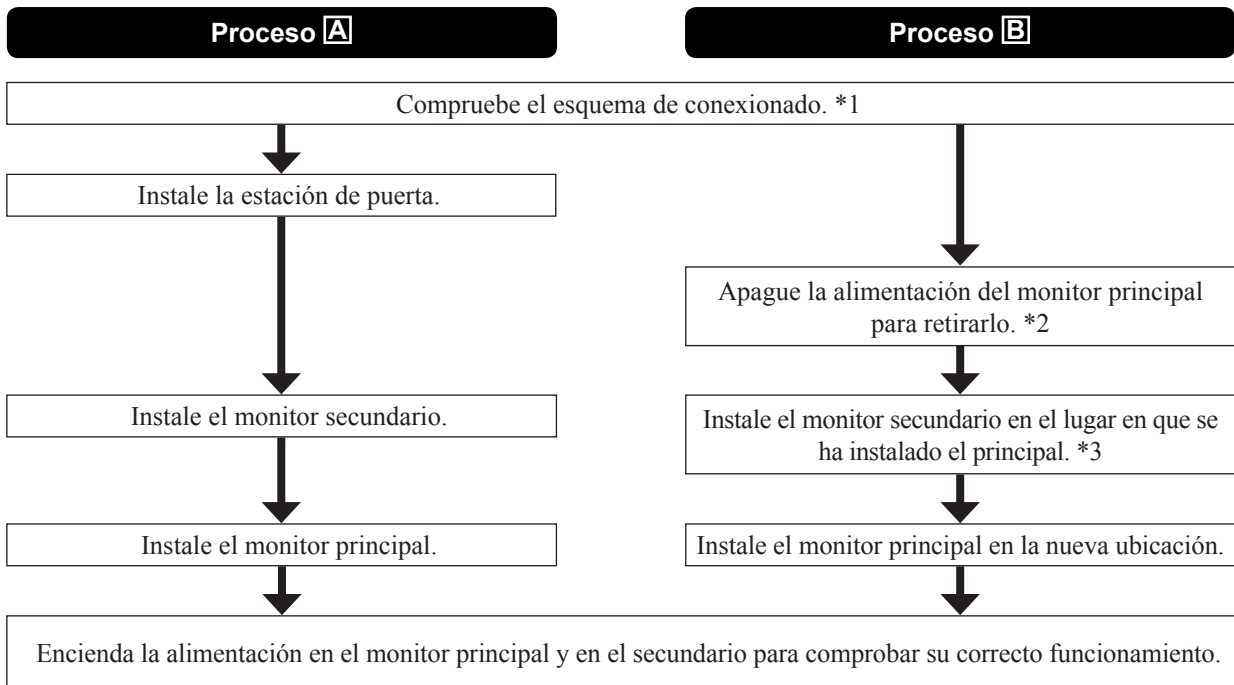 Proceso A
Proceso B
Compruebe el esquema de conexionado. *1
Instale la estación de puerta.
Apague la alimentación del monitor principal
para retirarlo. *2
Instale el monitor secundario.
Instale el monitor secundario en el lugar en que se
ha instalado el principal. *3
Instale el monitor principal.
Instale el monitor principal en la nueva ubicación.
Encienda la alimentación en el monitor principal y en el secundario para comprobar su correcto funcionamiento.